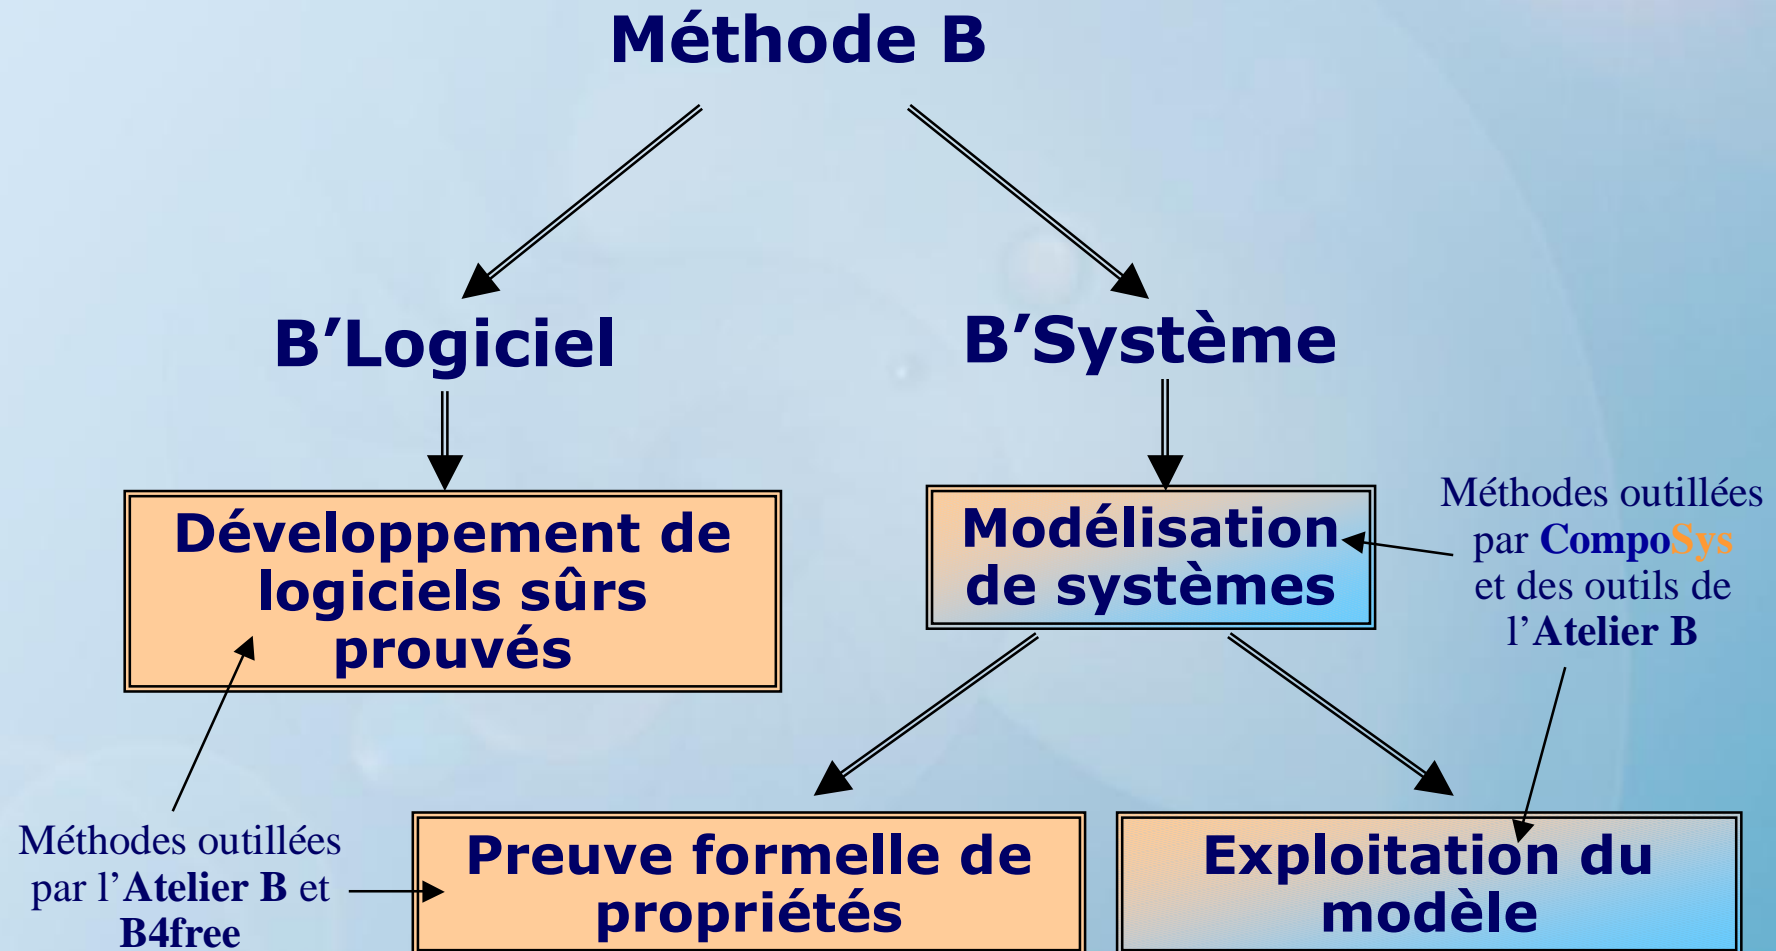 Méthode B
B’Logiciel
B’Système
Développement de
logiciels sûrs
prouvés
Modélisation
de systèmes
Méthodes outillées
par CompoSys
et des outils de
l’Atelier B
Méthodes outillées
par l’Atelier B et
B4free
Preuve formelle de
propriétés
Exploitation du
modèle